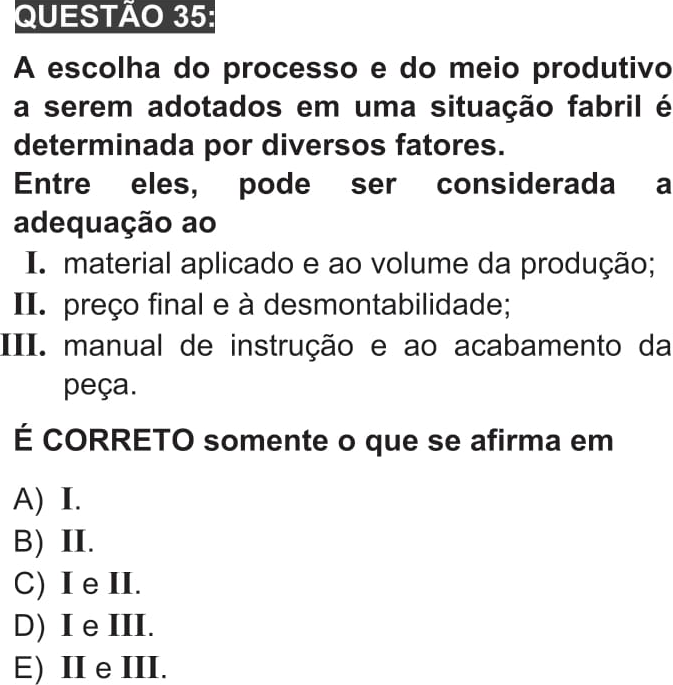 QUESTÃO 35:
A escolha do processo e do meio produtivo
a serem adotados em uma situação fabril é
determinada por diversos fatores.
Entre eles, pode ser considerada a
adequação ao
I. material aplicado e ao volume da produção;
II. preço final e à desmontabilidade;
III. manual de instrução e ao acabamento da
peça.
É CORRETO somente o que se afirma em
A) I.
B) II.
C) I e II.
D) I e III.
E) II e III.